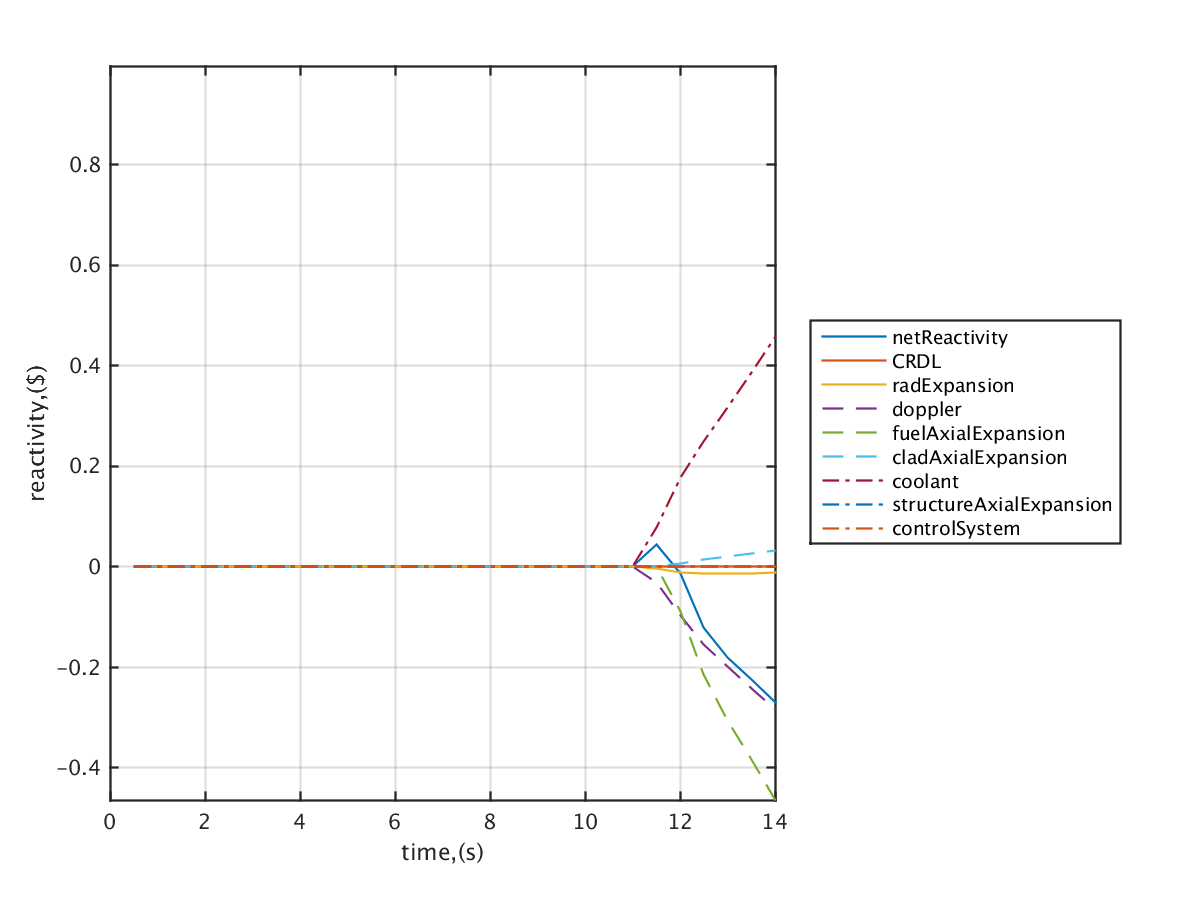 0.8
0.6
0.4
0.2
0
−0.2
−0.4
reactivity,($)
0 2 4 6 8 10 12 14
time,(s)
netReactivity
CRDL
radExpansion
doppler
fuelAxialExpansion
cladAxialExpansion
coolant
structureAxialExpansion
controlSystem